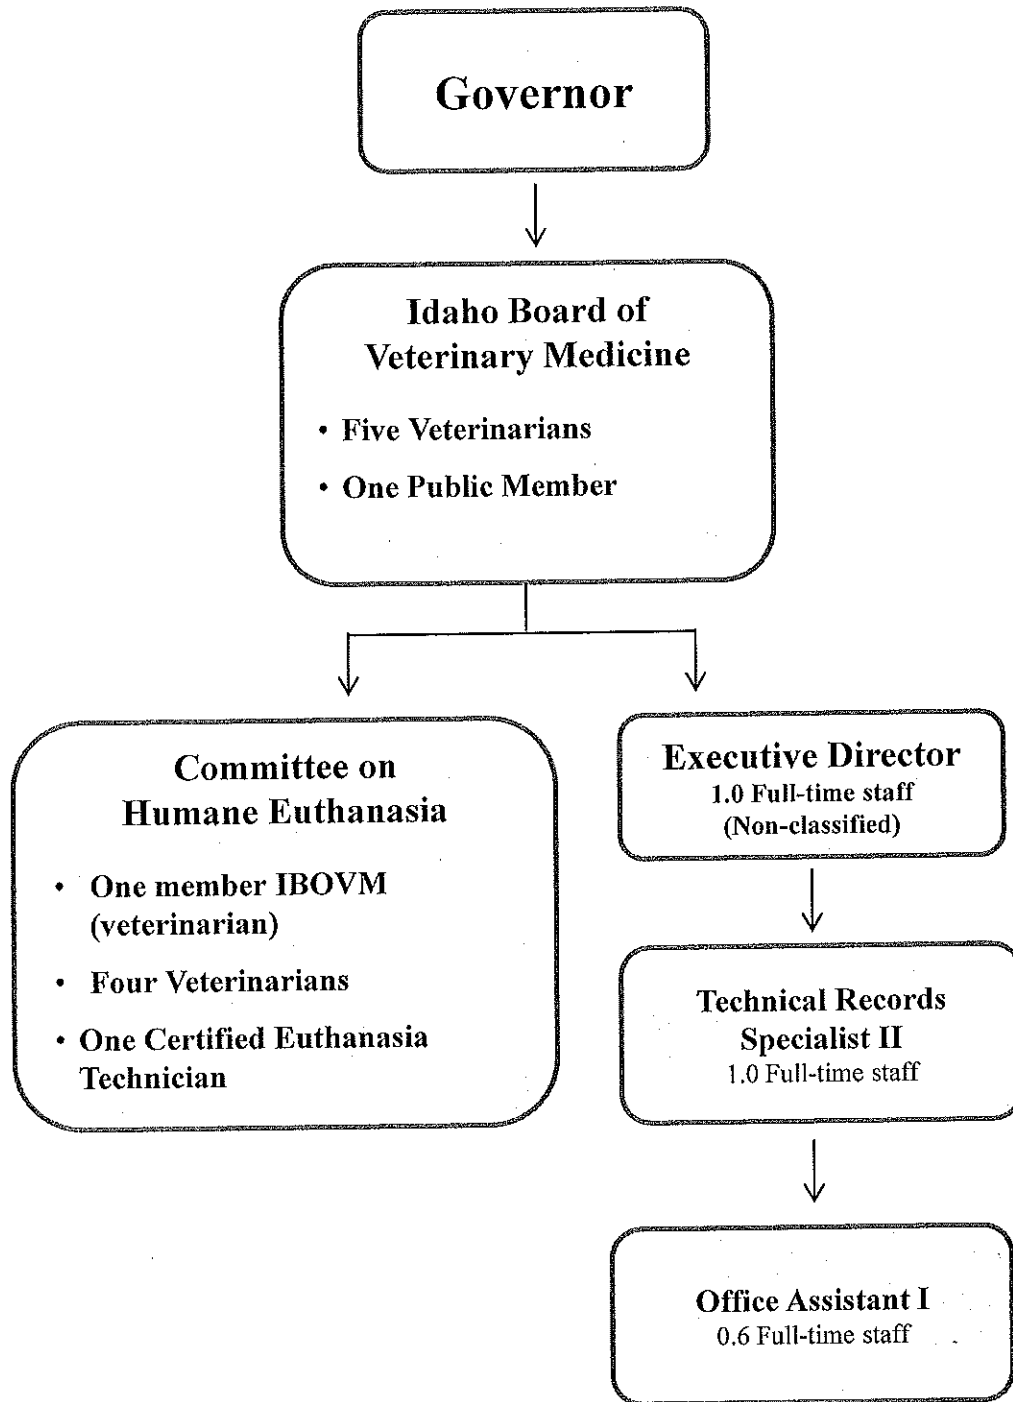 Governor
Idaho Board of
Veterinary Medicine
• Five Veterinarians
• One Public Member
Committee on
Humane Euthanasia
• One member IBOVM
(veterinarian)
• Four Veterinarians
• One Certified Euthanasia
Technician
Executive Director
1.0 Full-time staff
(Non-classified)
Technical Records
Specialist II
1.0 Full-time staff
Office Assistant I
0.6 Full-time staff